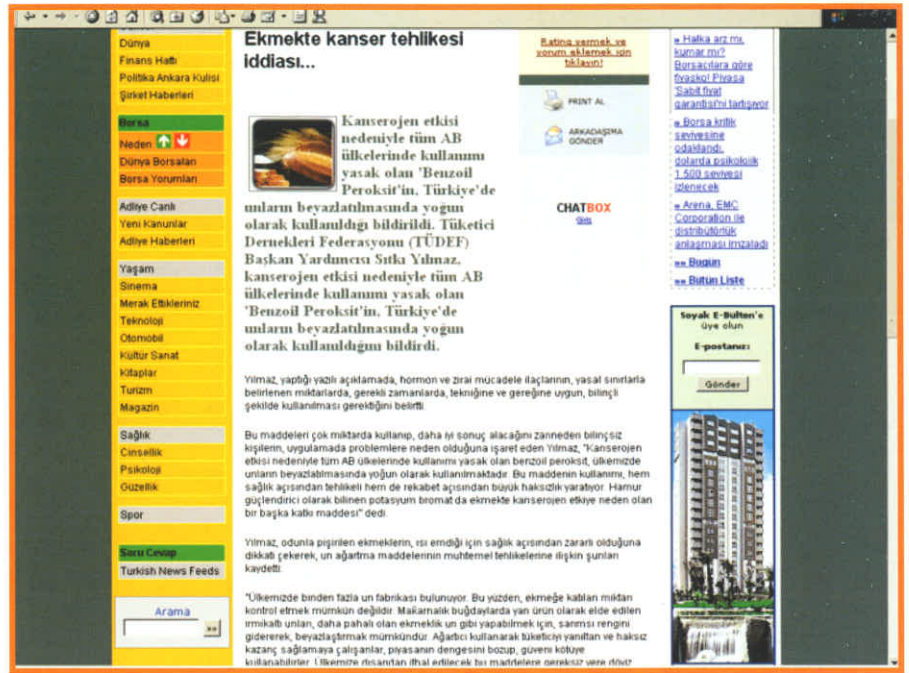 Dünya
Finans Hattı
Politika Ankara Kulisi
Şirket Haberleri
Borsa
Neden
Dünya Borsaları
Borsa Yorumları
Adliye Canlı
Yeni Kanunlar
Adliye Haberleri
Yaşam
Sinema
Merak Ettikleriniz
Teknoloji
Otomobil
Kültür Sanat
Kitaplar
Turizm
Magazin
Sağlık
Cinsellik
Psikoloji
Güzellik
Spor
Soru Cevap
Turkish News Feeds
Arama
»»
Ekmekte kanser tehlikesi
iddiası...
Kanserojen etkisi
nedeniyle tüm AB
ülkelerinde kullanımı
yasak olan 'Benzoil
Peroksit'in, Türkiye'de
unların beyazlatılmasında yoğun
olarak kullanıldığı bildirildi. Tüketici
Dernekleri Federasyonu (TÜDEF)
Başkan Yardımcısı Sıtkı Yılmaz,
kanserojen etkisi nedeniyle tüm AB
ülkelerinde kullanımı yasak olan
'Benzoil Peroksit'in, Türkiye'de
unların beyazlatılmasında yoğun
olarak kullanıldığını bildirdi.
Yılmaz, yaptığı yazılı açıklamada, hormon ve zirai mücadele ilaçlarının, yasal sınırlarla
belirlenen miktarlarda, gerekli zamanlarda, tekniğine ve gereğine uygun, bilinçli
şekilde kullanılması gerektiğini belirtti.
Bu maddeleri çok miktarda kullanıp, daha iyi sonuç alacağını zanneden bilinçsiz
kişilerin, uygulamada problemlere neden olduğuna işaret eden Yılmaz, "Kanserojen
etkisi nedeniyle tüm AB ülkelerinde kullanımı yasak olan benzoil peroksit, ülkemizde
unların beyazlatılmasında yoğun olarak kullanılmaktadır. Bu maddenin kullanımı, hem
sağlık açısından tehlikeli hem de rekabet açısından büyük haksızlık yaratıyor. Hamur
güçlendirici olarak bilinen potasyum bromat da ekmekte kanserojen etkiye neden olan
bir başka katkı maddesi" dedi.
Yılmaz, odunla pişirilen ekmeklerin, ısı emdiği için sağlık açısından zararlı olduğuna
dikkati çekerek, un ağartma maddelerinin muhtemel tehlikelerine ilişkin şunları
kaydetti:
"Ülkemizde binden fazla un fabrikası bulunuyor. Bu yüzden, ekmeğe katılan miktarı
kontrol etmek mümkün değildir. Makarnalık buğdaylarda yan ürün olarak elde edilen
irmikaltı unları, daha pahalı olan ekmeklik un gibi yapabilmek için, sarımsı rengini
gidererek, beyazlaştırmak mümkündür. Ağartıcı kullanarak tüketiciyi yanıltan ve haksız
kazanç sağlamaya çalışanlar, piyasanın dengesini bozup, güveni kötüye
kullanabilirler. Ülkemize dışarıdan ithal edilecek bu maddelere gereksiz yere döviz
Rating vermek ve
yorum eklemek için
tıklayın!
PRINT AL
ARKADAŞIMA
GÖNDER
CHATBOX
Giriş
» Halka arz mı,
kumar mı?
Borsacılara göre
fiyasko! Piyasa
'Sabit fiyat
garantisi'ni tartışıyor
» Borsa kritik
seviyesine
odaklandı,
dolarda psikolojik
1.500 seviyesi
izlenecek
» Arena, EMC
Corporation ile
distribütörlük
anlaşması imzaladı
»» Bugün
»» Bütün Liste
Soyak E-Bulten'e
üye olun
E-postanız:
Gönder